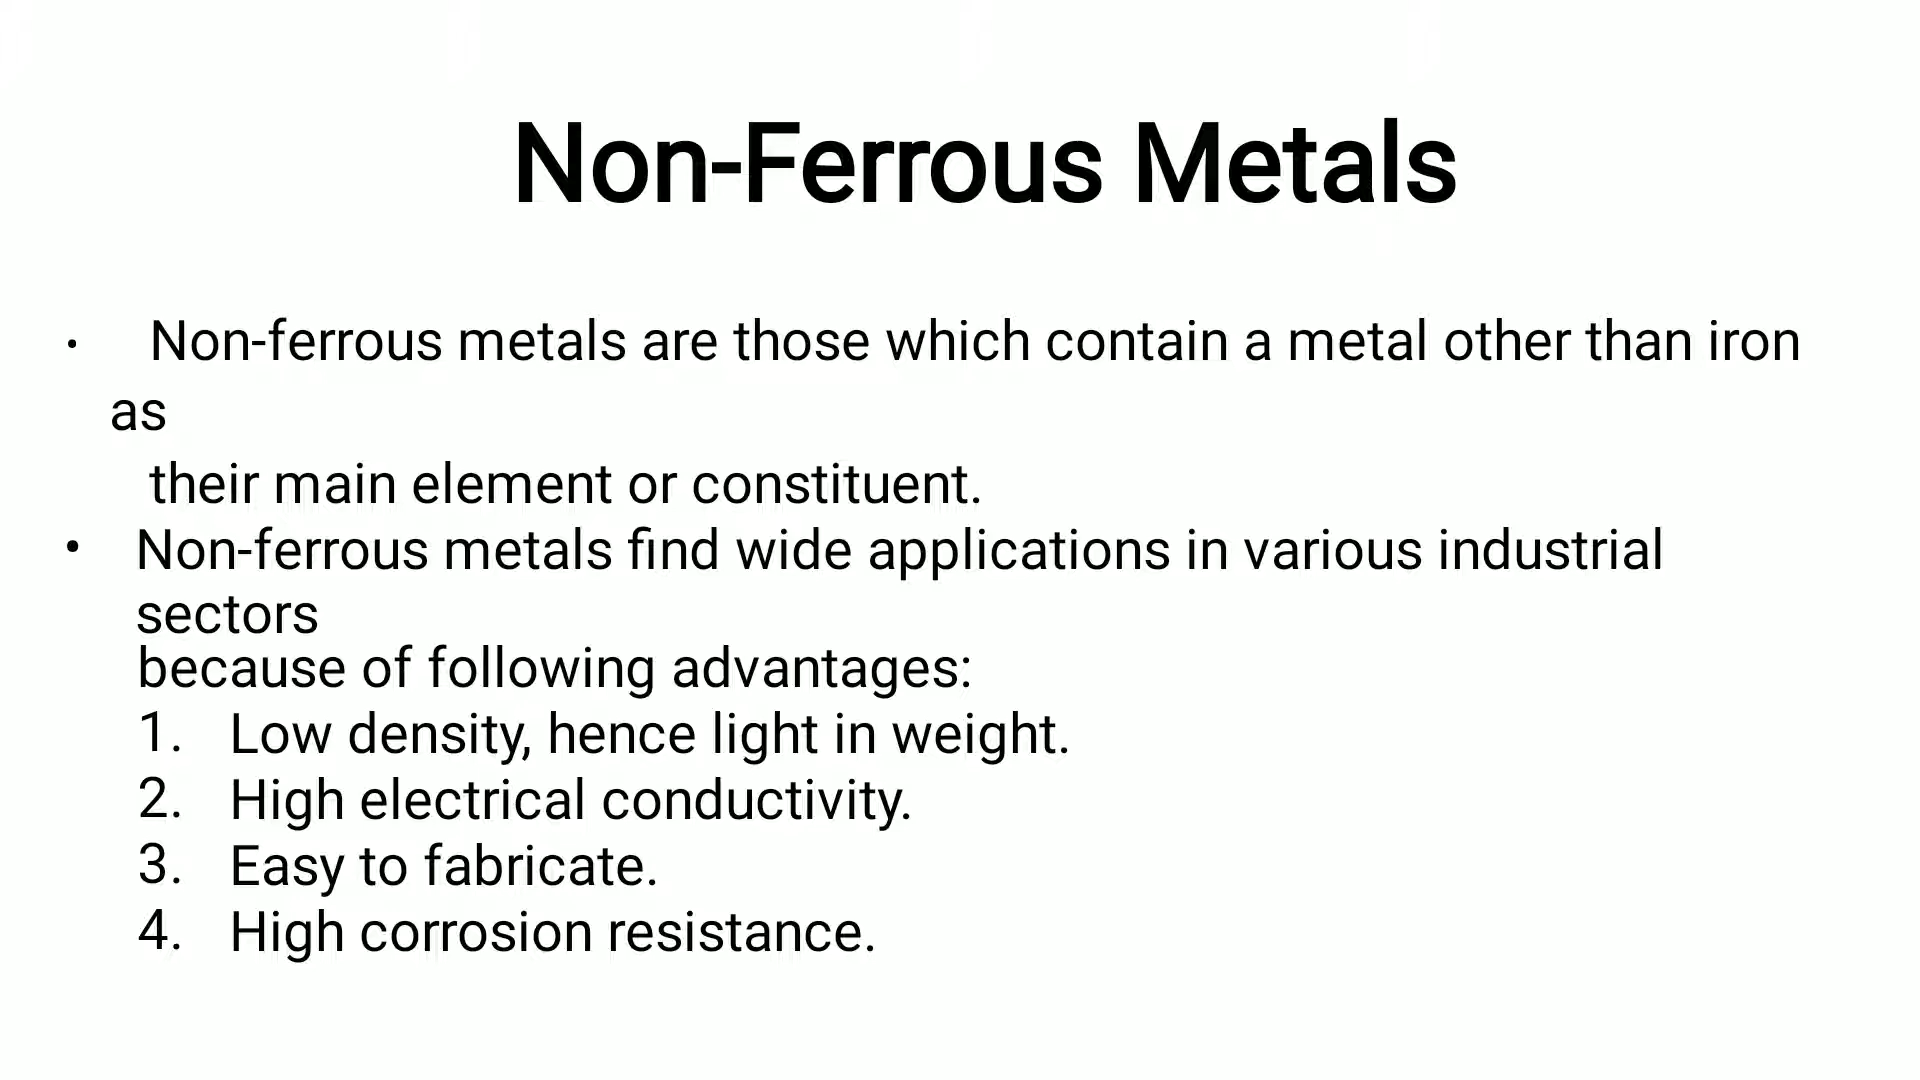 Non-Ferrous Metals
• Non-ferrous metals are those which contain a metal other than iron
as
their main element or constituent.
• Non-ferrous metals find wide applications in various industrial
sectors
because of following advantages:
1. Low density, hence light in weight.
2. High electrical conductivity.
3. Easy to fabricate.
4. High corrosion resistance.